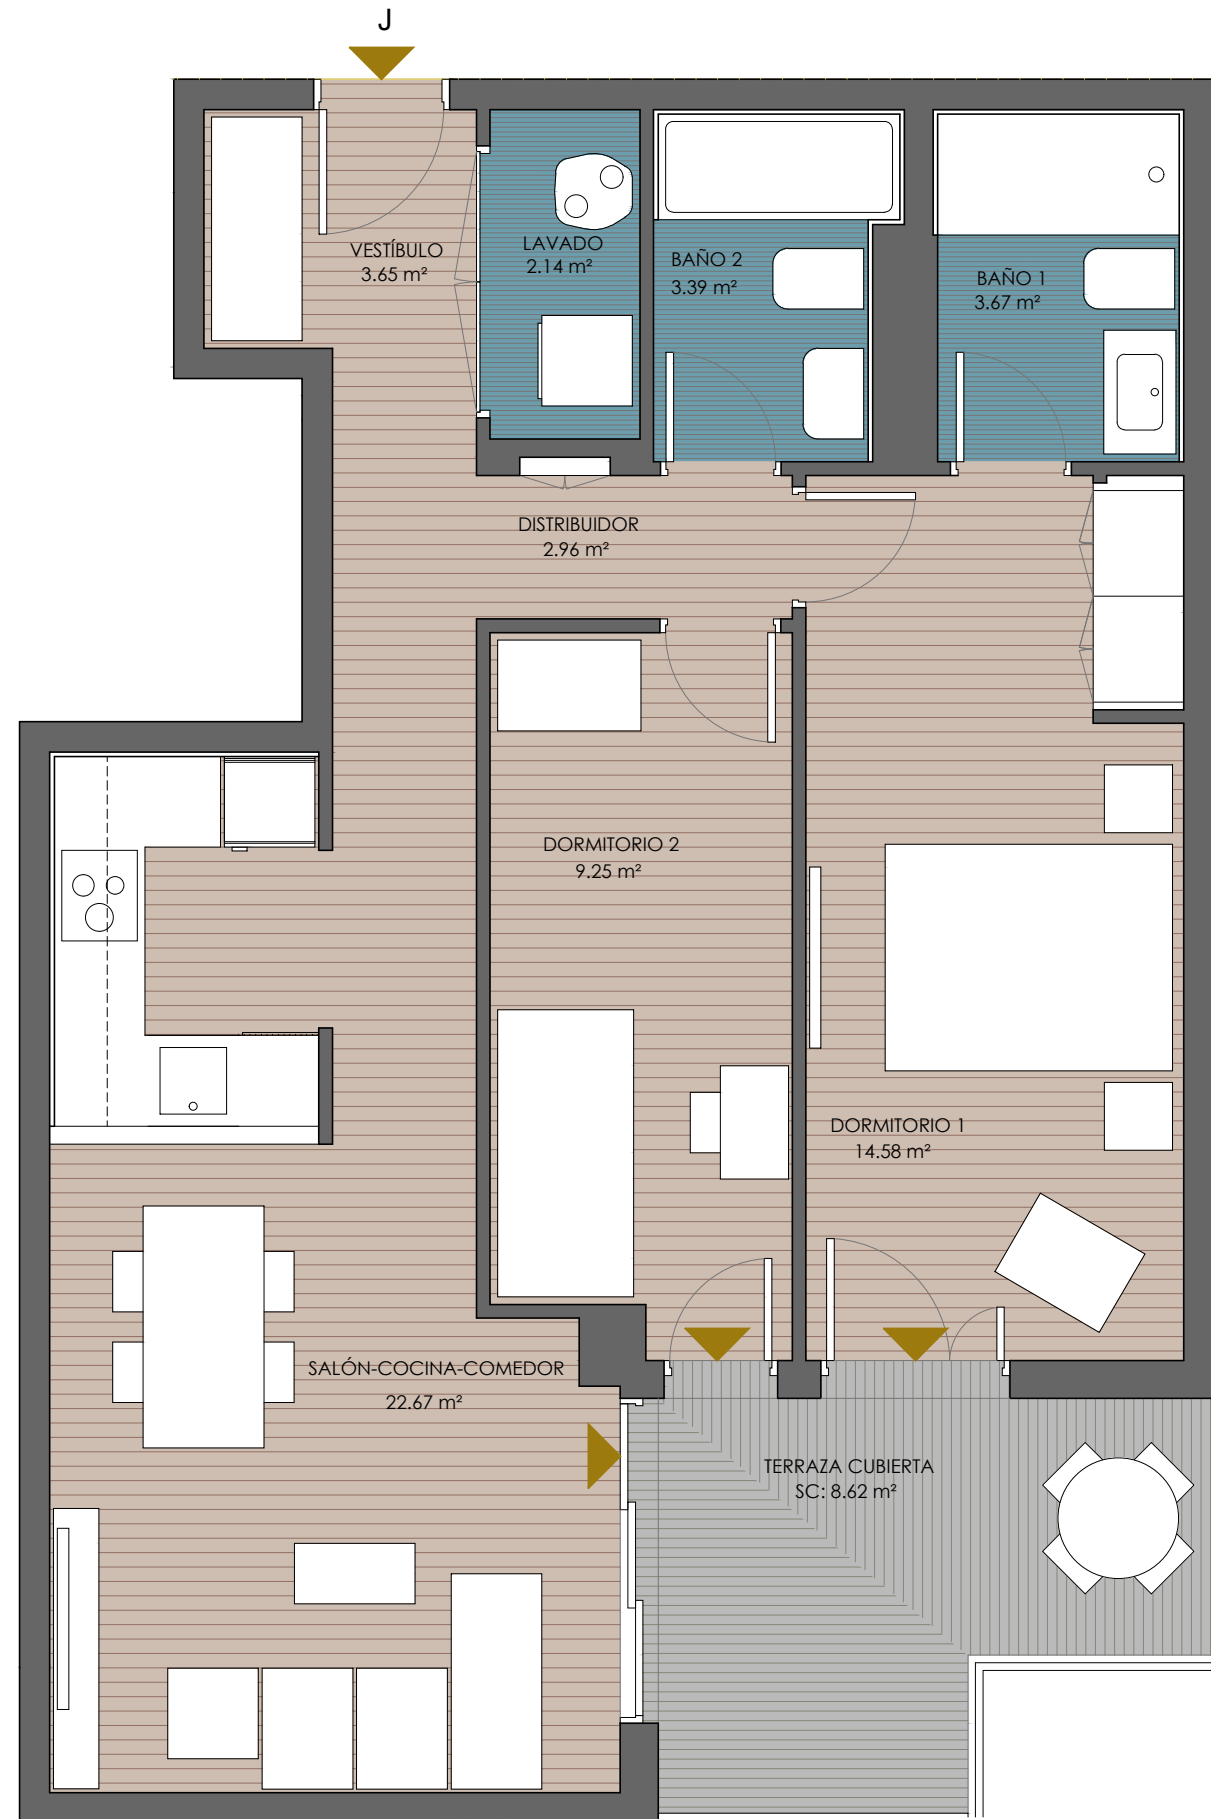 J
VESTÍBULO
3.65 m²
LAVADO
2.14 m²
BAÑO 2
3.39 m²
BAÑO 1
3.67 m²
DISTRIBUIDOR
2.96 m²
DORMITORIO 2
9.25 m²
DORMITORIO 1
14.58 m²
SALÓN-COCINA-COMEDOR
22.67 m²
TERRAZA CUBIERTA
SC: 8.62 m²